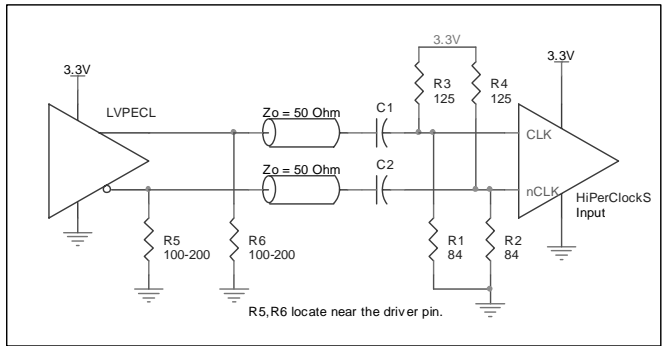 3.3V
3.3V
3.3V
LVPECL
R3
125
R4
125
Zo = 50 Ohm
C1
CLK
Zo = 50 Ohm
C2
nCLK
HiPerClockS
Input
R5
100-200
R6
100-200
R1
84
R2
84
R5,R6 locate near the driver pin.